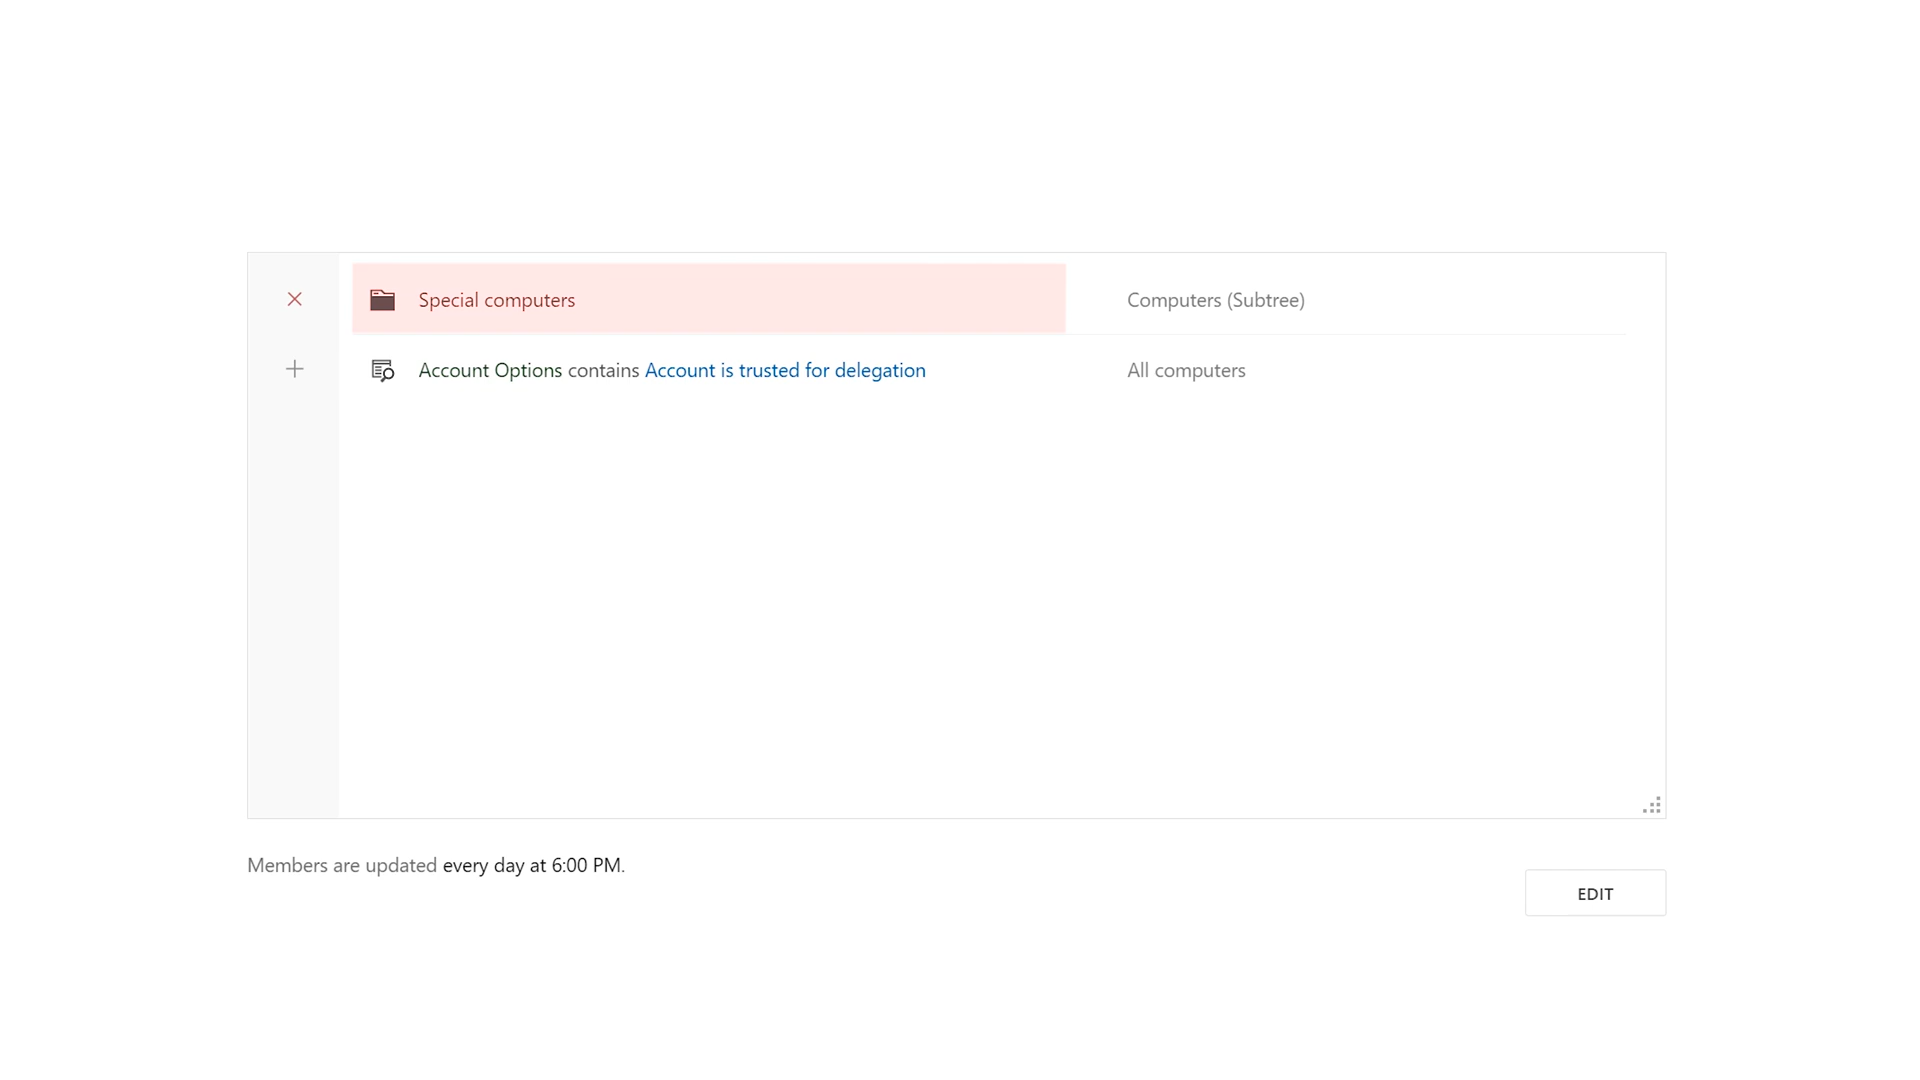 Special computers Computers (Subtree)
Account Options contains Account is trusted for delegation All computers
Members are updated every day at 6:00 PM.
EDIT